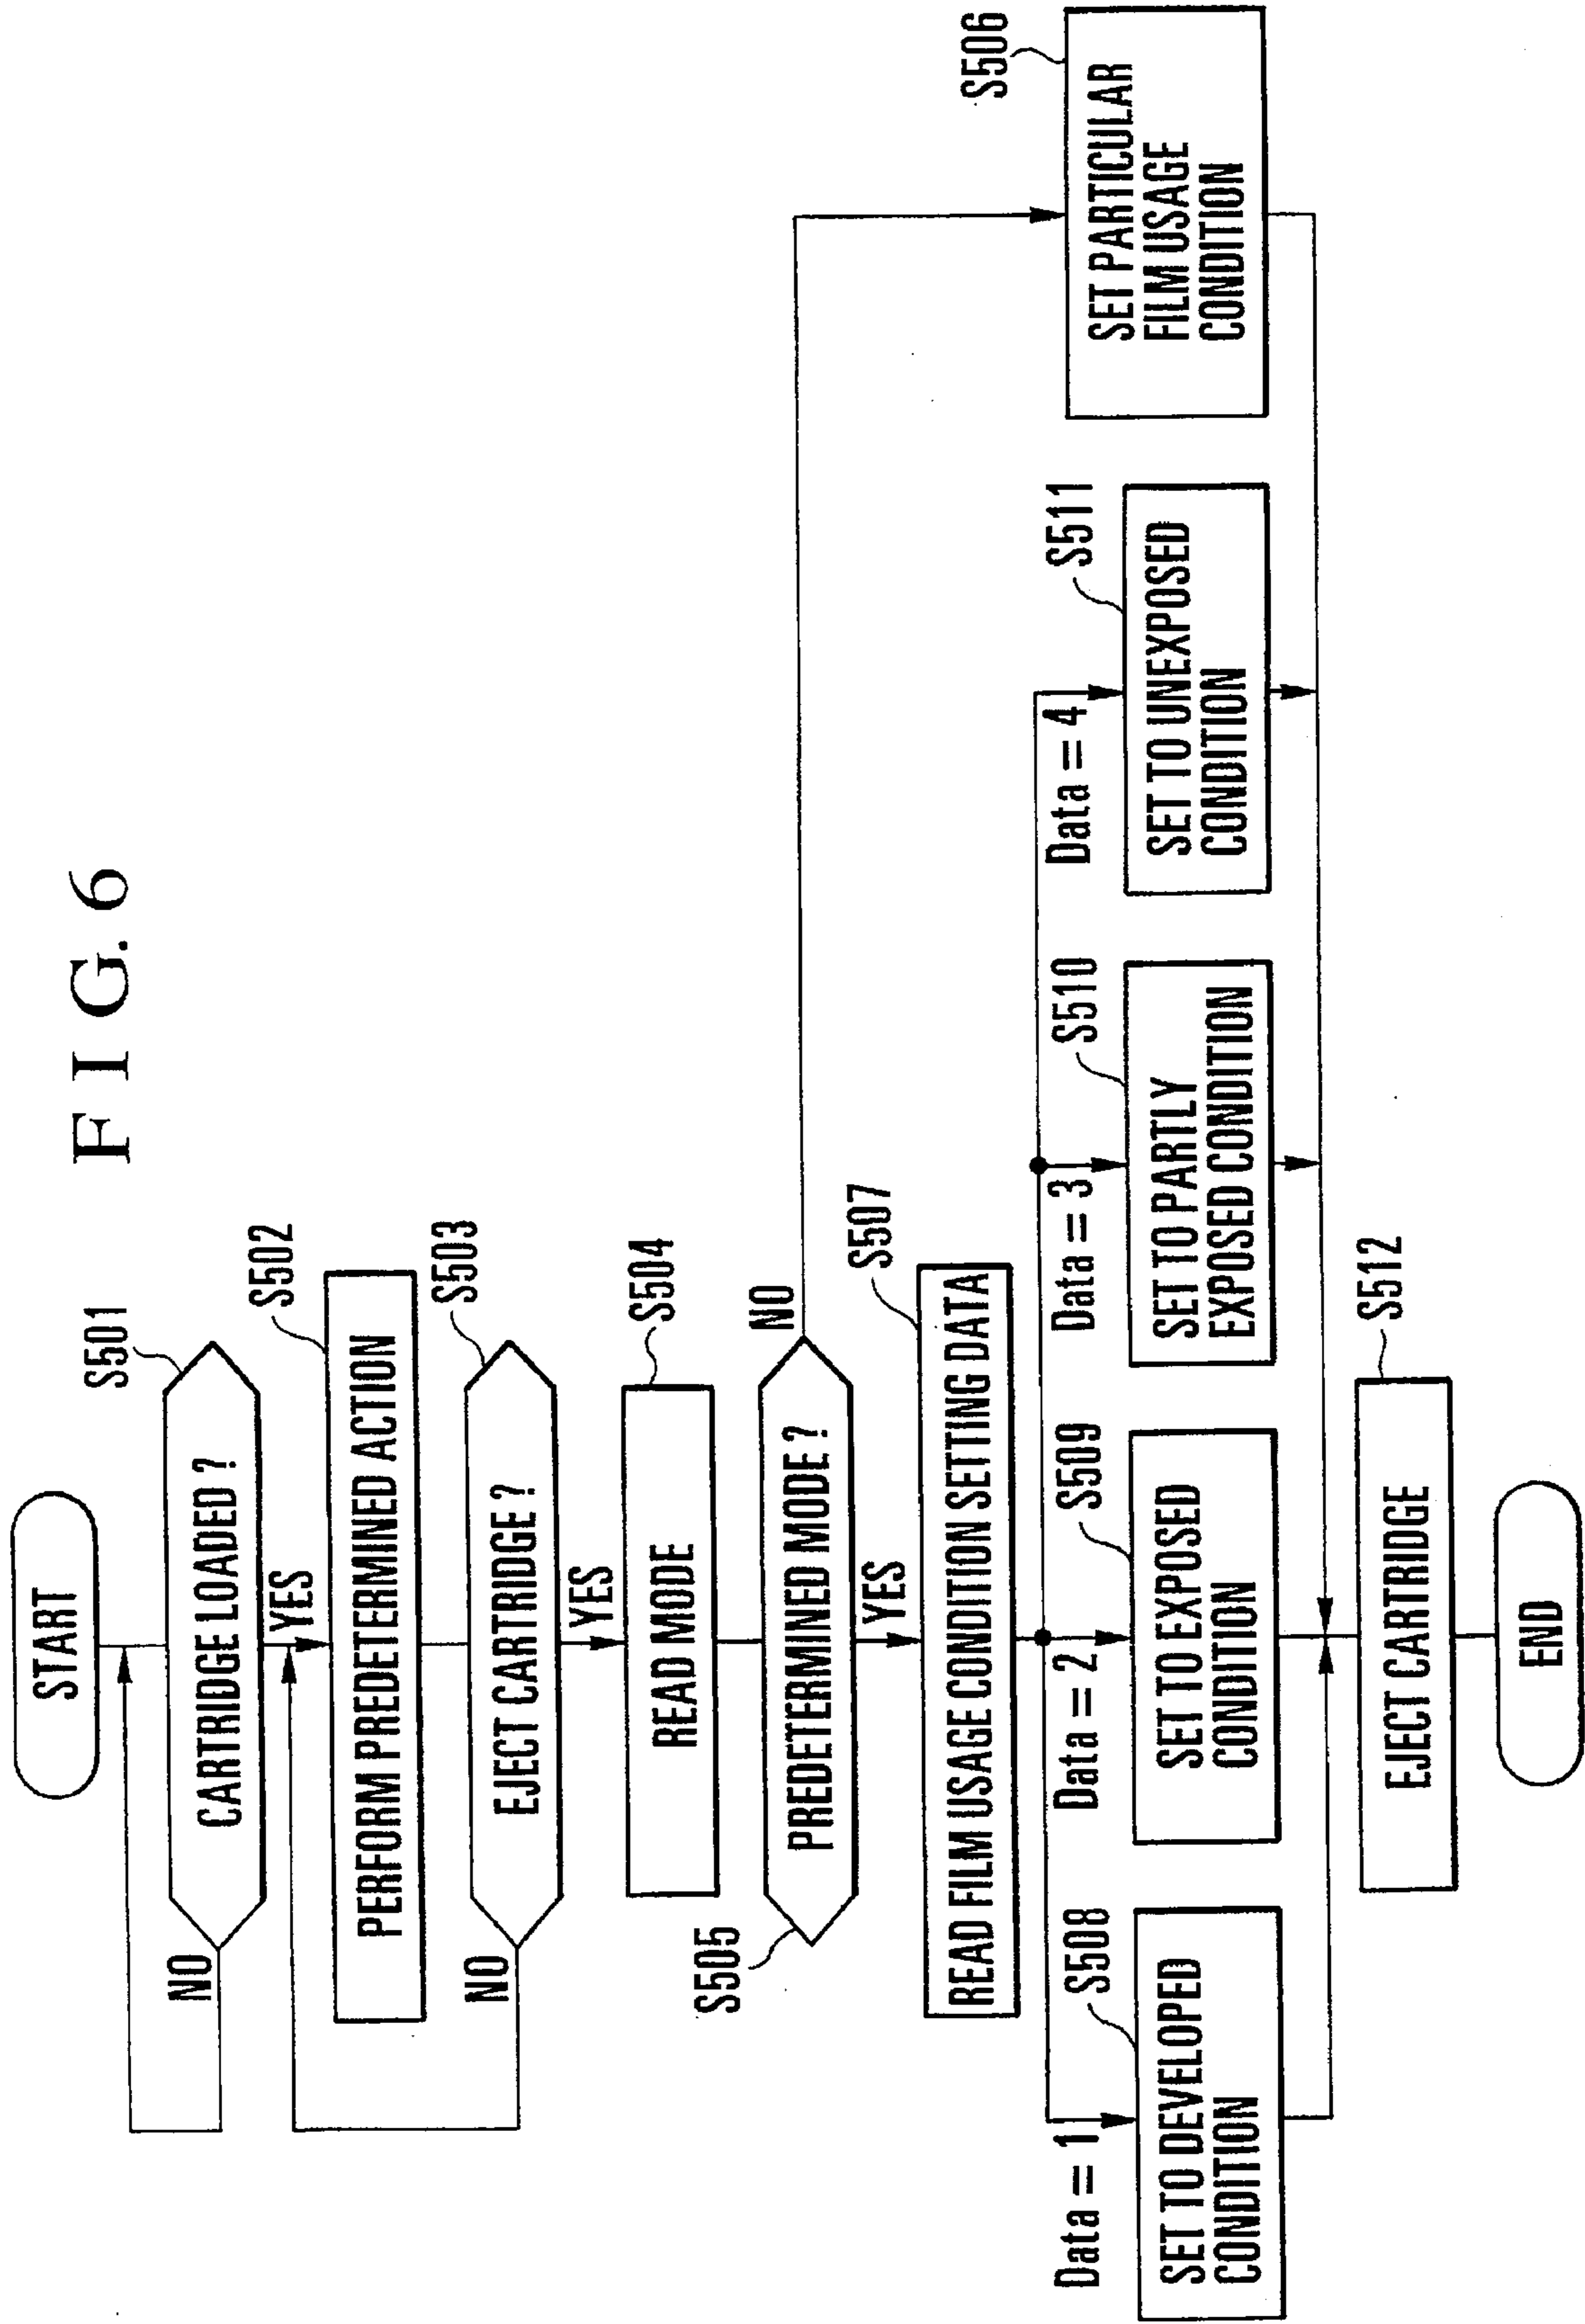 FIG. 6
START
S501
CARTRIDGE LOADED ?
NO
YES
S502
PERFORM PREDETERMINED ACTION
S503
EJECT CARTRIDGE ?
NO
YES
S504
READ MODE
S505
PREDETERMINED MODE ?
NO
YES
S507
READ FILM USAGE CONDITION SETTING DATA
Data = 1
S508
SET TO DEVELOPED
CONDITION
Data = 2
S509
SET TO EXPOSED
CONDITION
Data = 3
S510
SET TO PARTLY
EXPOSED CONDITION
Data = 4
S511
SET TO UNEXPOSED
CONDITION
S506
SET PARTICULAR
FILM USAGE
CONDITION
S512
EJECT CARTRIDGE
END